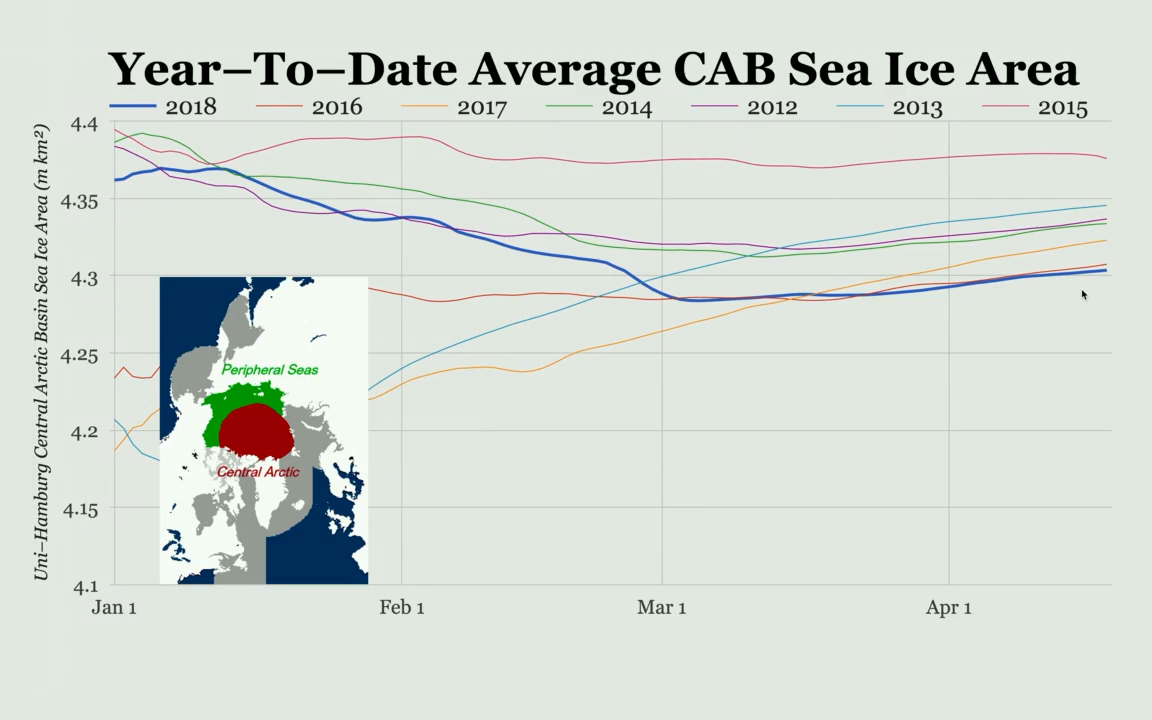 Year–To–Date Average CAB Sea Ice Area
2018 2016 2017 2014 2012 2013 2015
Uni–Hamburg Central Arctic Basin Sea Ice Area (m km²)
4.4
4.35
4.3
4.25
4.2
4.15
4.1
Peripheral Seas
Central Arctic
Jan 1 Feb 1 Mar 1 Apr 1